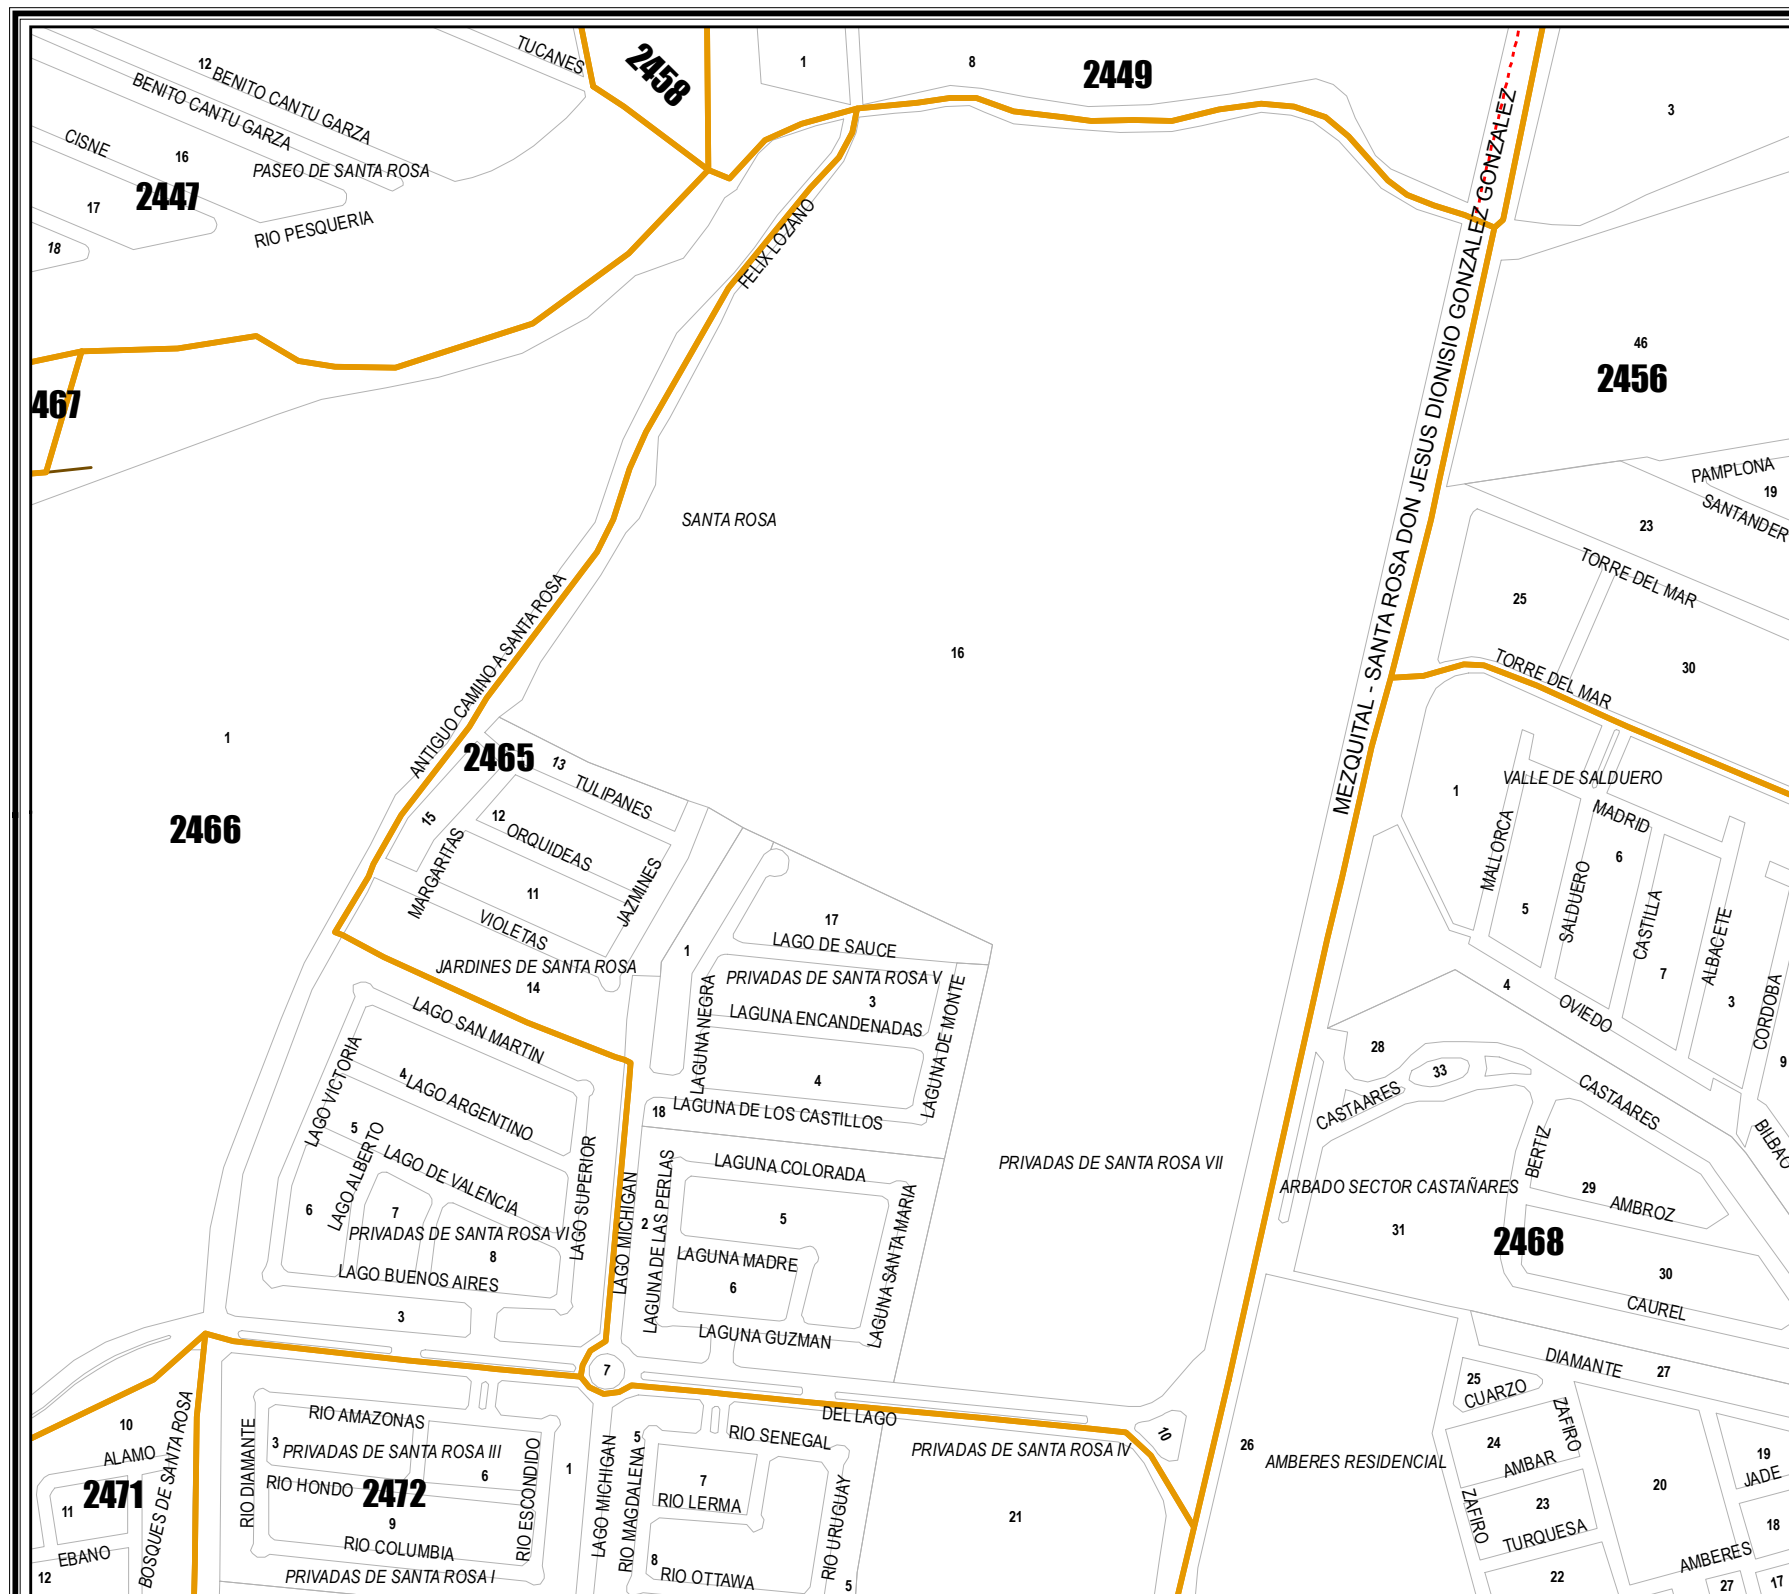 TUCANES
2458
1
8
2449
12
BENITO CANTU GARZA
BENITO CANTU GARZA
CISNE
16
PASEO DE SANTA ROSA
3
2447
17
RIO PESQUERIA
18
FELIX LOZANO
MEZQUITAL - SANTA ROSA DON JESUS DIONISIO GONZALEZ GONZALEZ
46
2456
467
PAMPLONA
19
SANTANDER
23
SANTA ROSA
TORRE DEL MAR
25
ANTIGUO CAMINO A SANTA ROSA
16
TORRE DEL MAR
30
1
2465
13
TULIPANES
VALLE DE SALDUERO
1
MADRID
2466
15
12
ORQUIDEAS
MARGARITAS
11
JAZMINES
VIOLETAS
MALLORCA
6
5
SALDUERO
CASTILLA
7
ALBACETE
3
CORDOBA
9
JARDINES DE SANTA ROSA
14
17
LAGO DE SAUCE
1
PRIVADAS DE SANTA ROSA V
3
LAGUNA NEGRA
LAGUNA ENCANDENADAS
LAGUNA DE MONTE
4
18
LAGUNA DE LOS CASTILLOS
4
OVIEDO
28
33
CASTAARES
CASTAARES
BILBAO
LAGO SAN MARTIN
LAGO VICTORIA
4
LAGO ARGENTINO
5
LAGO ALBERTO
LAGO DE VALENCIA
LAGO SUPERIOR
6
7
PRIVADAS DE SANTA ROSA VI
8
LAGO BUENOS AIRES
3
LAGO MICHIGAN
2
LAGUNA DE LAS PERLAS
LAGUNA COLORADA
5
LAGUNA MADRE
6
LAGUNA SANTA MARIA
LAGUNA GUZMAN
PRIVADAS DE SANTA ROSA VII
BERTIZ
ARBADO SECTOR CASTAÑARES
29
AMBROZ
31
2468
30
CAUREL
7
DIAMANTE
27
25
CUARZO
ZAFIRO
DEL LAGO
10
26
AMBERES RESIDENCIAL
24
AMBAR
19
JADE
20
ZAFIRO
23
TURQUESA
18
AMBERES
22
27
17
10
ALAMO
2471
11
EBANO
12
BOSQUES DE SANTA ROSA
RIO DIAMANTE
RIO AMAZONAS
3
PRIVADAS DE SANTA ROSA III
6
RIO HONDO
2472
9
RIO COLUMBIA
PRIVADAS DE SANTA ROSA I
RIO ESCONDIDO
1
LAGO MICHIGAN
5
RIO MAGDALENA
RIO SENEGAL
7
RIO LERMA
8
RIO OTTAWA
RIO URUGUAY
5
PRIVADAS DE SANTA ROSA IV
21